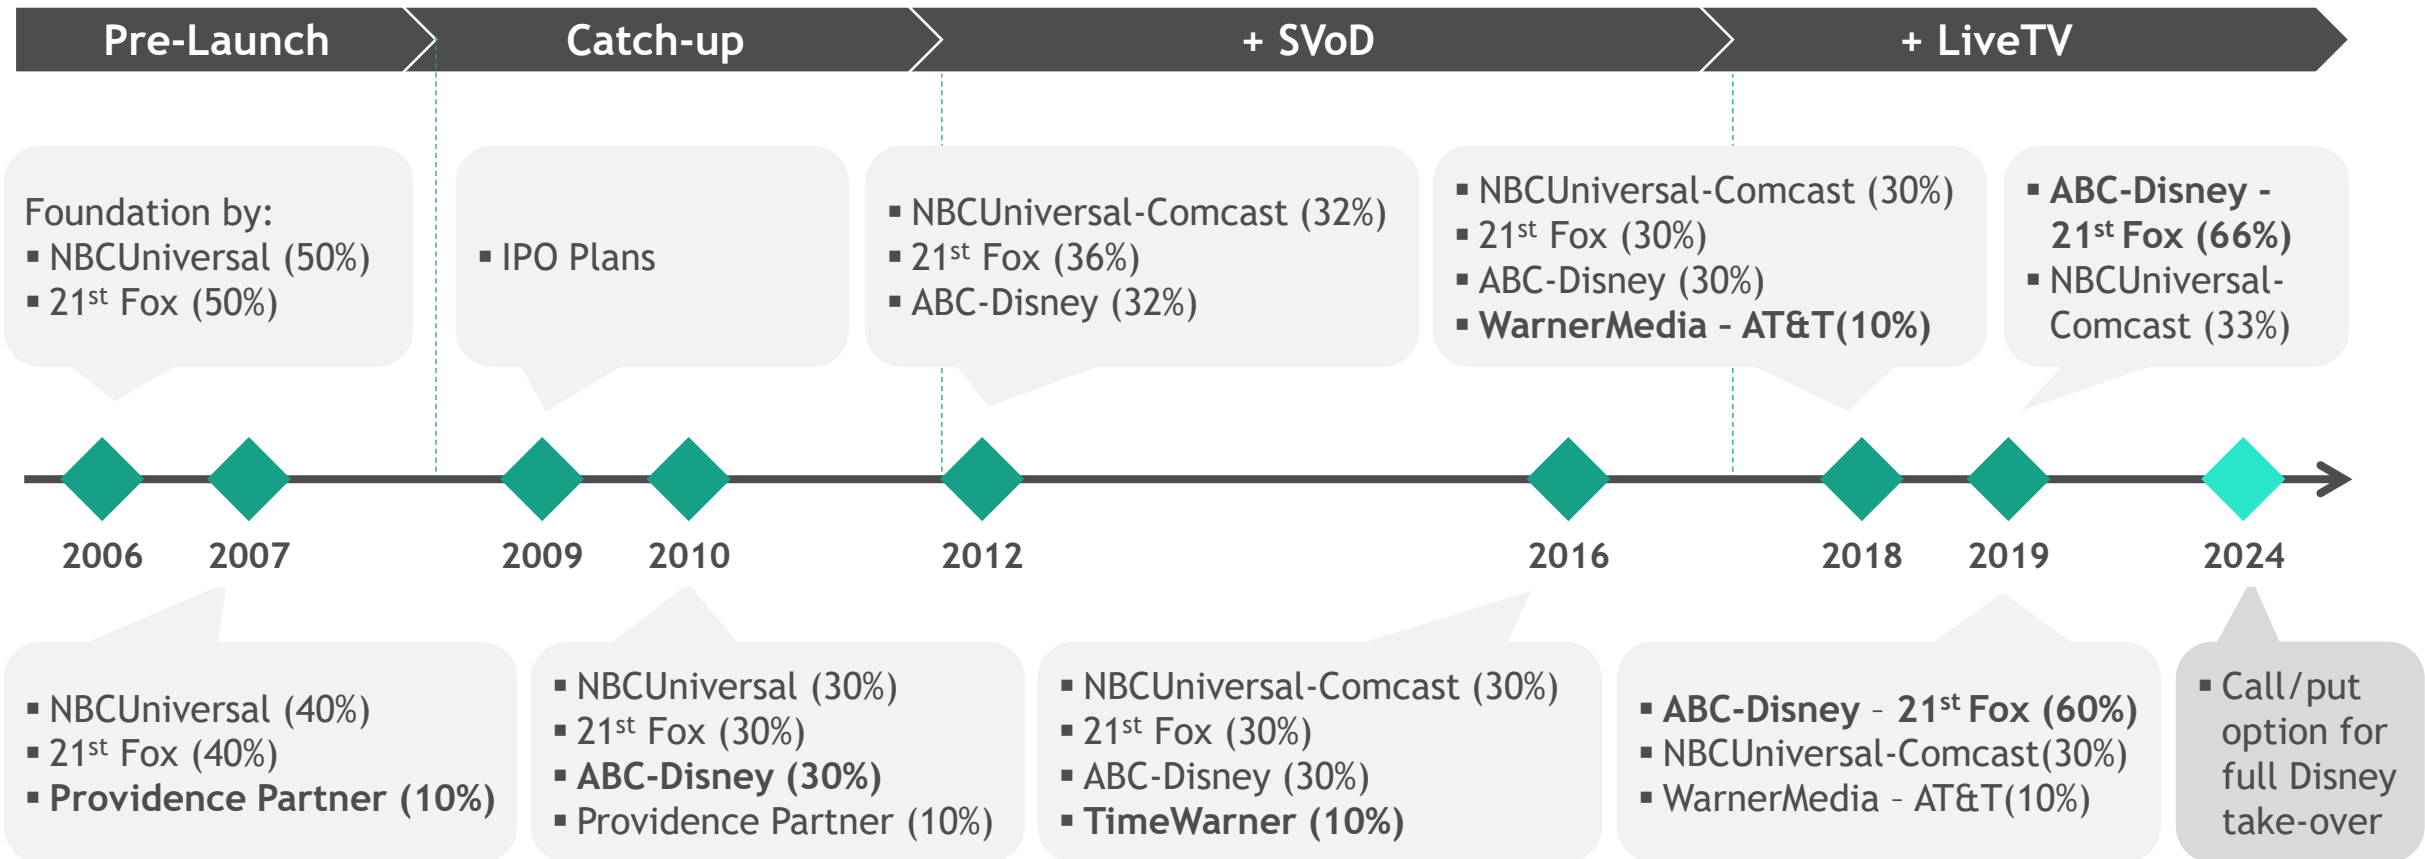 Pre-Launch
Catch-up
+ SVoD
+ LiveTV
Foundation by:
▪ NBCUniversal (50%)
▪ 21st Fox (50%)
▪ IPO Plans
▪ NBCUniversal-Comcast (32%)
▪ 21st Fox (36%)
▪ ABC-Disney (32%)
▪ NBCUniversal-Comcast (30%)
▪ 21st Fox (30%)
▪ ABC-Disney (30%)
▪ WarnerMedia – AT&T(10%)
▪ ABC-Disney -
21st Fox (66%)
▪ NBCUniversal-
Comcast (33%)
2006
2007
2009
2010
2012
2016
2018
2019
2024
▪ NBCUniversal (40%)
▪ 21st Fox (40%)
▪ Providence Partner (10%)
▪ NBCUniversal (30%)
▪ 21st Fox (30%)
▪ ABC-Disney (30%)
▪ Providence Partner (10%)
▪ NBCUniversal-Comcast (30%)
▪ 21st Fox (30%)
▪ ABC-Disney (30%)
▪ TimeWarner (10%)
▪ ABC-Disney – 21st Fox (60%)
▪ NBCUniversal-Comcast(30%)
▪ WarnerMedia – AT&T(10%)
▪ Call/put
option for
full Disney
take-over